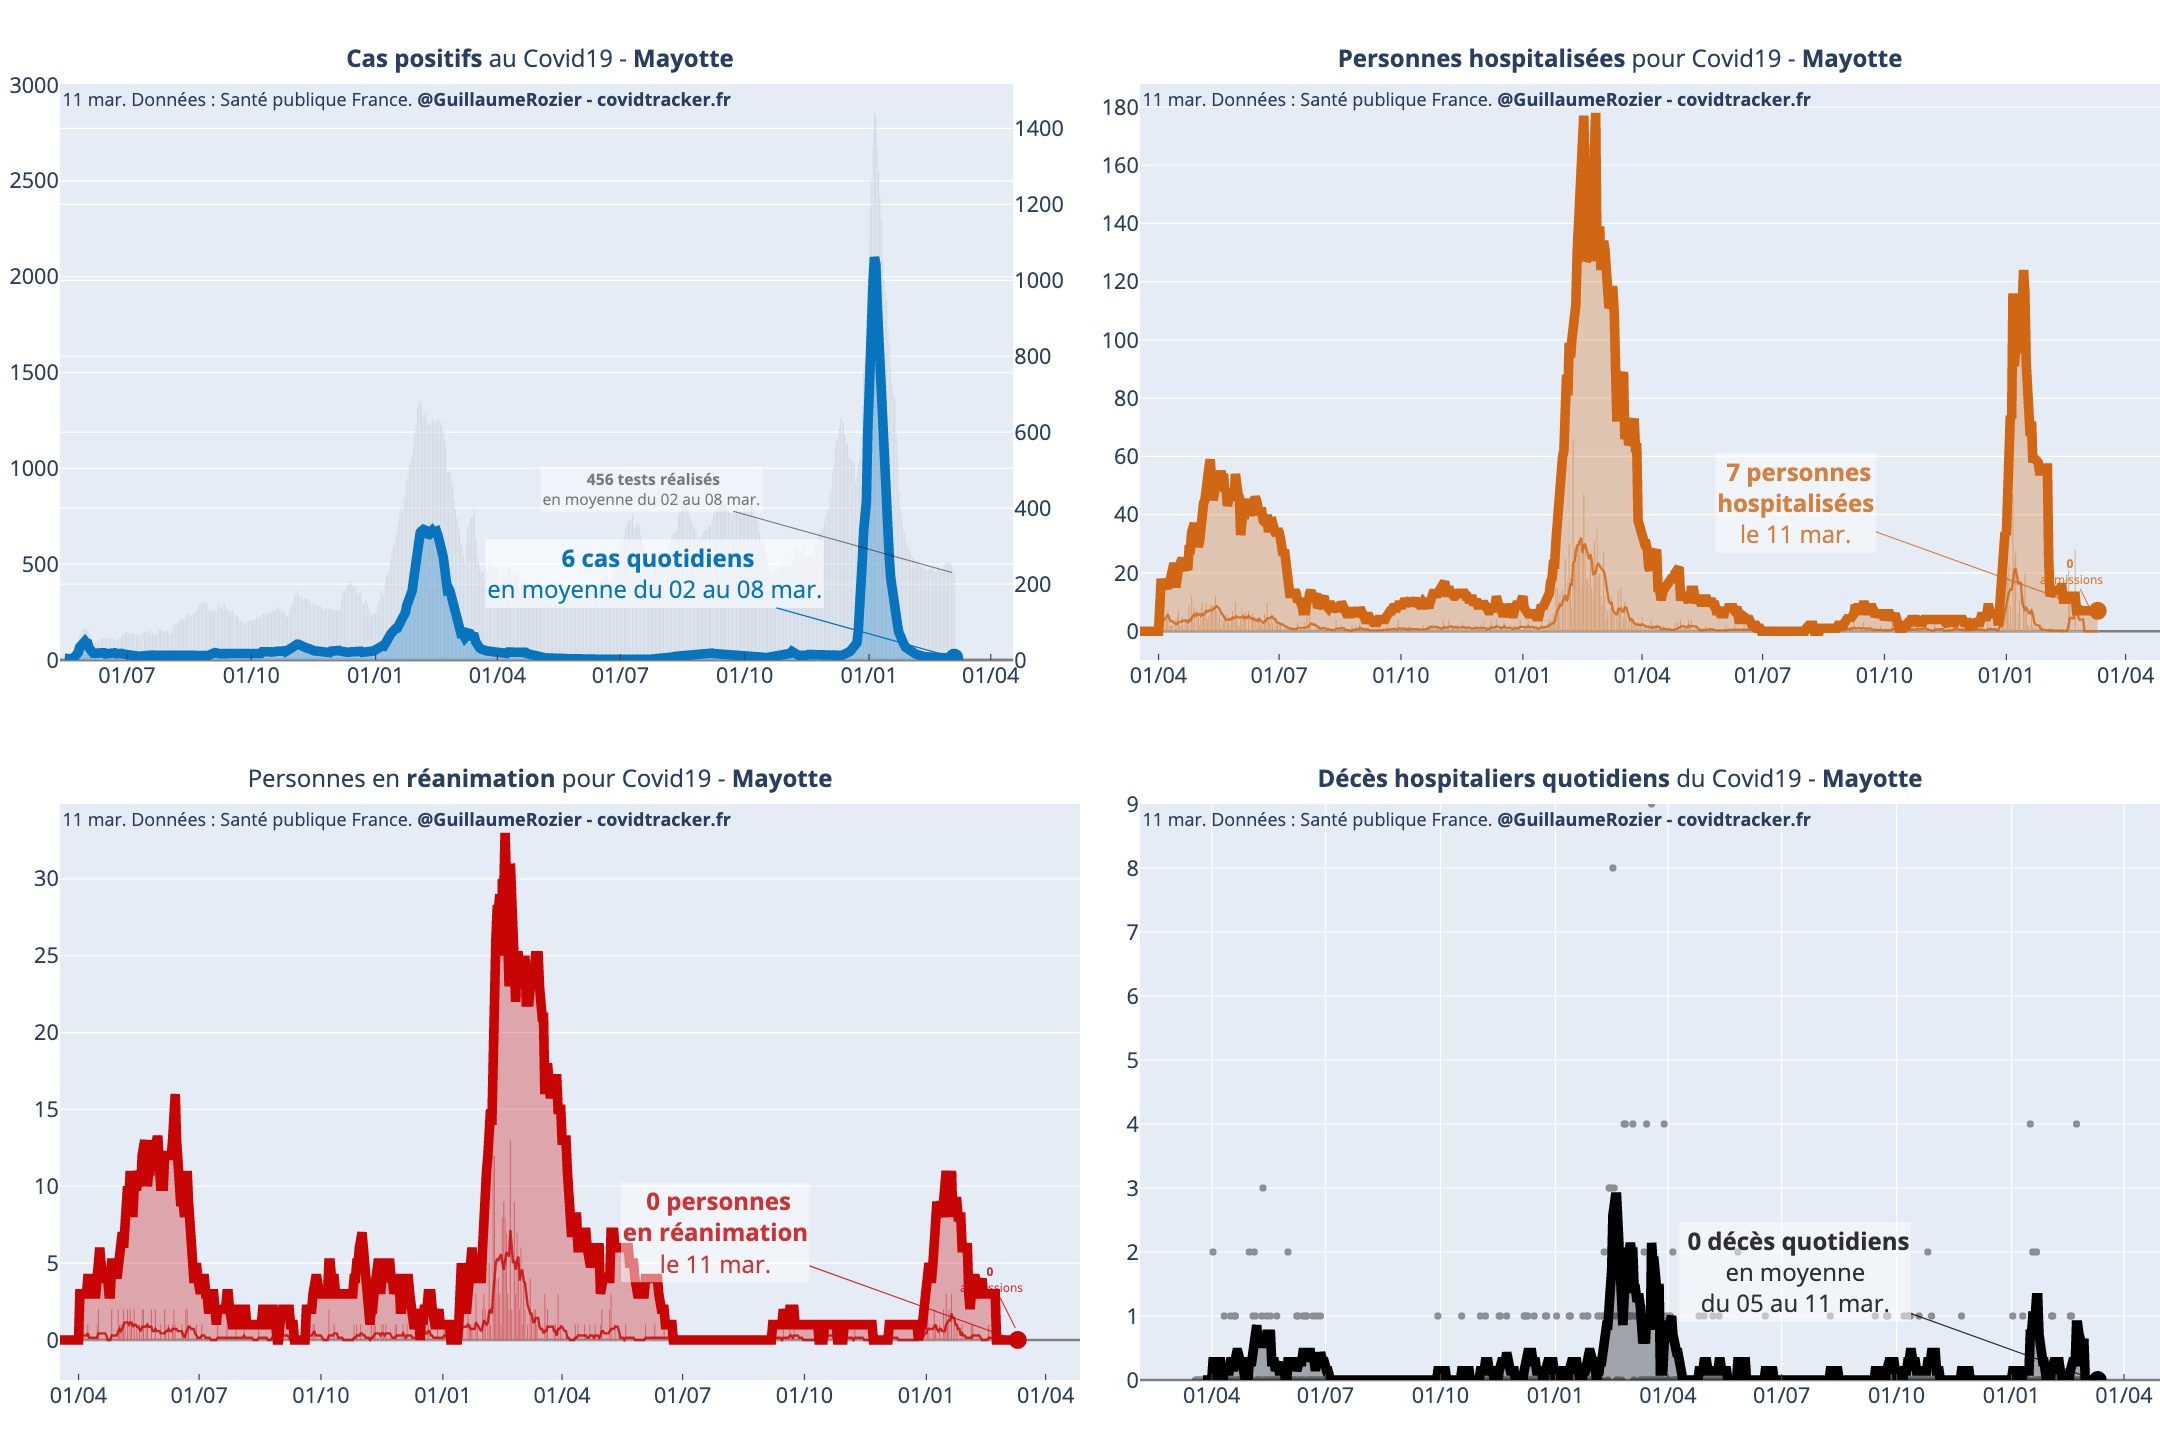 Cas positifs au Covid19 - Mayotte
11 mar. Données : Santé publique France. @GuillaumeRozier - covidtracker.fr
3000
2500
2000
1500
1000
500
0
1400
1200
1000
800
600
400
200
0
456 tests réalisés
en moyenne du 02 au 08 mar.
6 cas quotidiens
en moyenne du 02 au 08 mar.
01/07 01/10 01/01 01/04 01/07 01/10 01/01 01/04
Personnes hospitalisées pour Covid19 - Mayotte
11 mar. Données : Santé publique France. @GuillaumeRozier - covidtracker.fr
180
160
140
120
100
80
60
40
20
0
7 personnes
hospitalisées
le 11 mar.
0
admissions
01/04 01/07 01/10 01/01 01/04 01/07 01/10 01/01 01/04
Personnes en réanimation pour Covid19 - Mayotte
11 mar. Données : Santé publique France. @GuillaumeRozier - covidtracker.fr
30
25
20
15
10
5
0
0 personnes
en réanimation
le 11 mar.
0
admissions
01/04 01/07 01/10 01/01 01/04 01/07 01/10 01/01 01/04
Décès hospitaliers quotidiens du Covid19 - Mayotte
11 mar. Données : Santé publique France. @GuillaumeRozier - covidtracker.fr
9
8
7
6
5
4
3
2
1
0
0 décès quotidiens
en moyenne
du 05 au 11 mar.
01/04 01/07 01/10 01/01 01/04 01/07 01/10 01/01 01/04